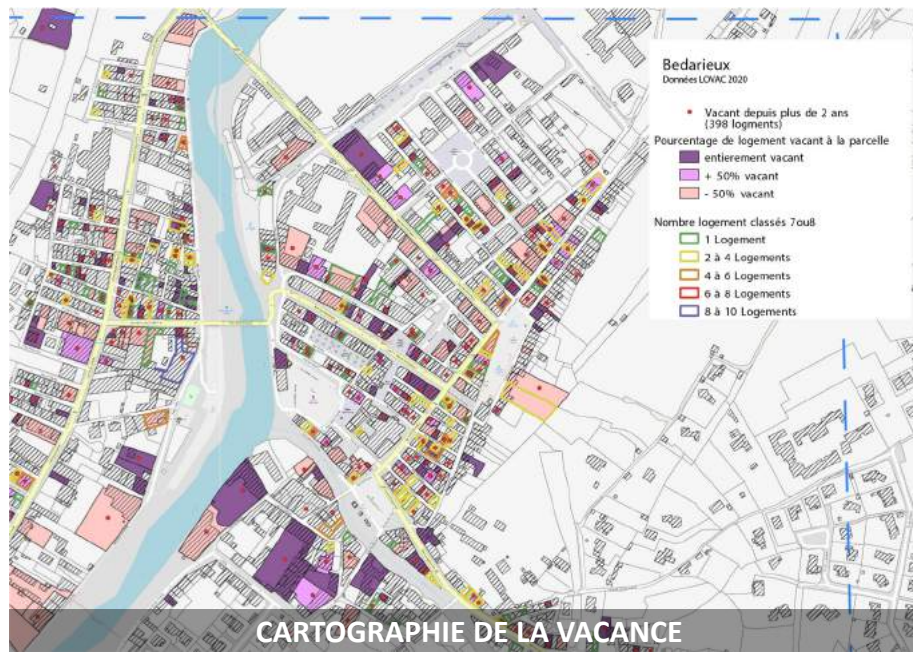 Bedarieux
Données LOVAC 2020
Vacant depuis plus de 2 ans
(398 logments)
Pourcentage de logement vacant à la parcelle
entierement vacant
+ 50% vacant
- 50% vacant
Nombre logement classés 7ou8
1 Logement
2 à 4 Logements
4 à 6 Logements
6 à 8 Logements
8 à 10 Logements
CARTOGRAPHIE DE LA VACANCE